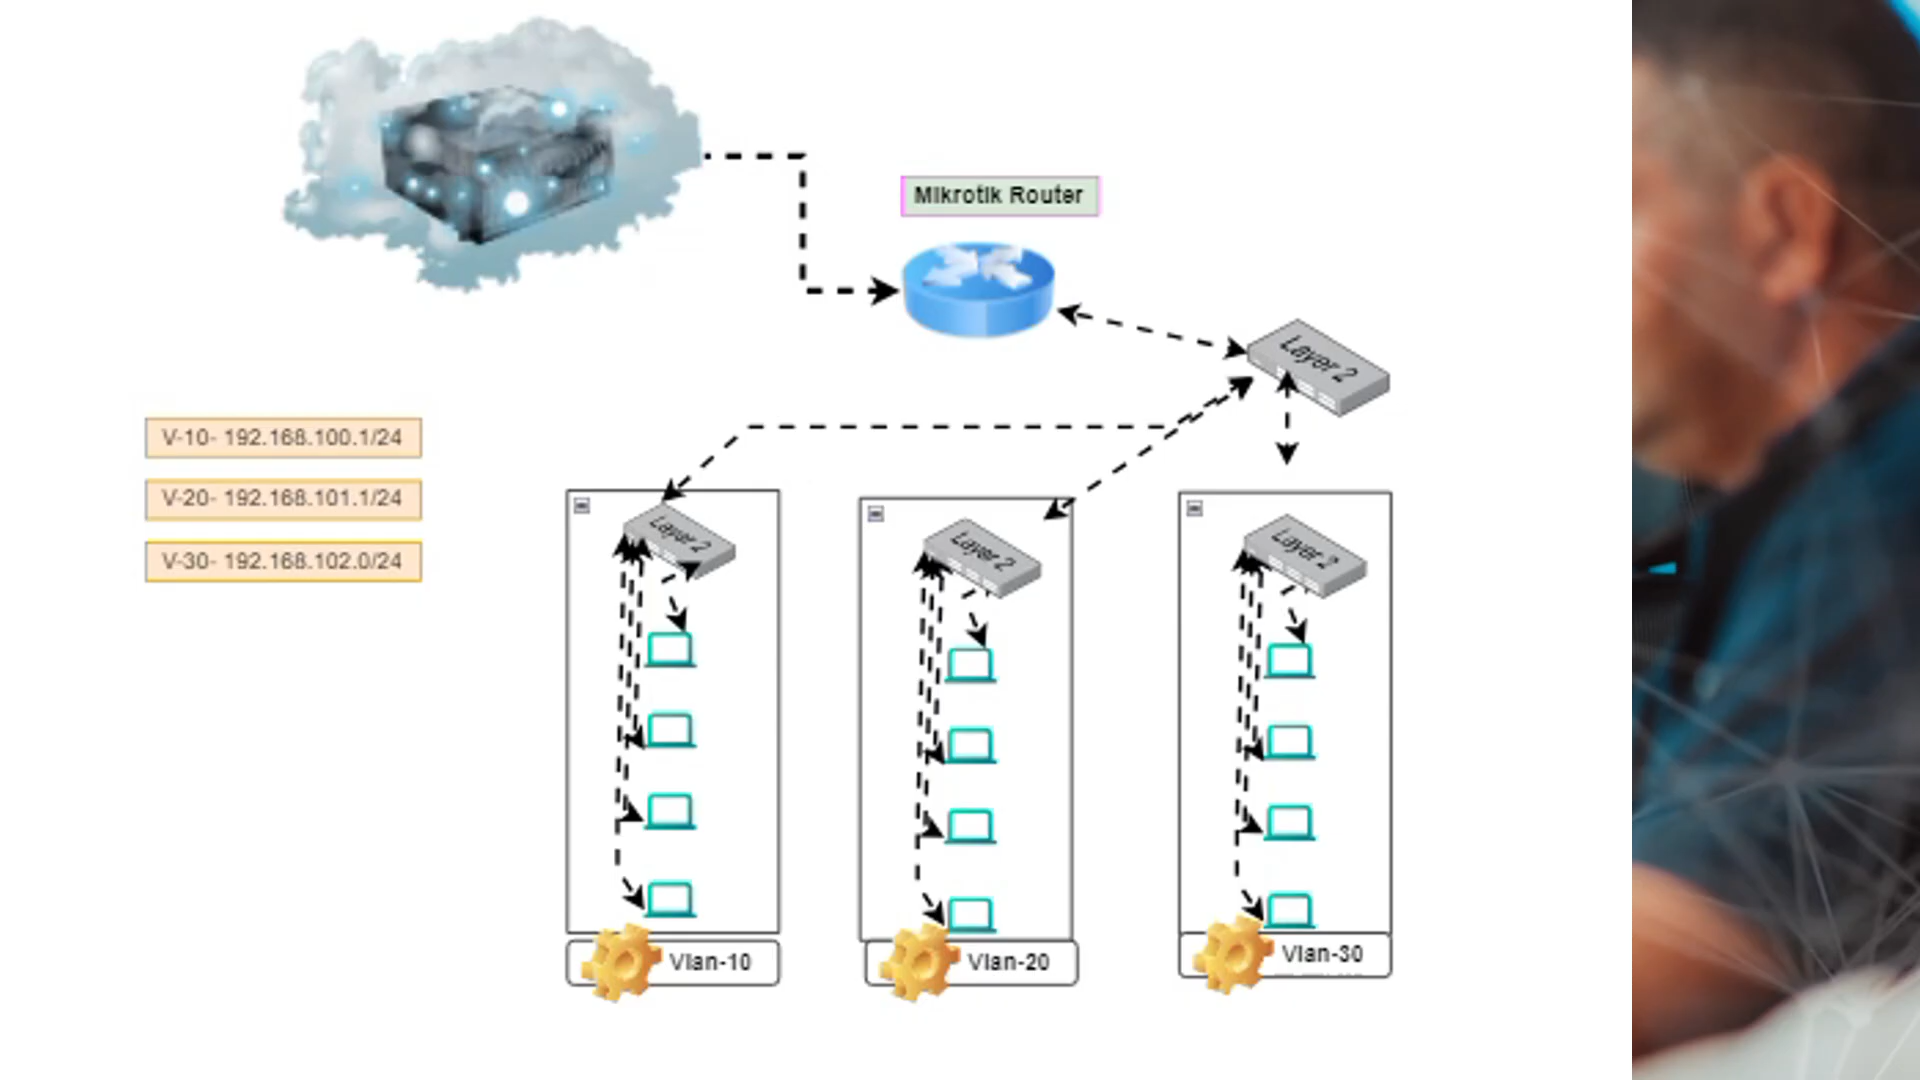 Mikrotik Router
Layer 2
V-10- 192.168.100.1/24
V-20- 192.168.101.1/24
V-30- 192.168.102.0/24
Layer 2
Layer 2
Layer 2
Vlan-10
Vlan-20
Vlan-30